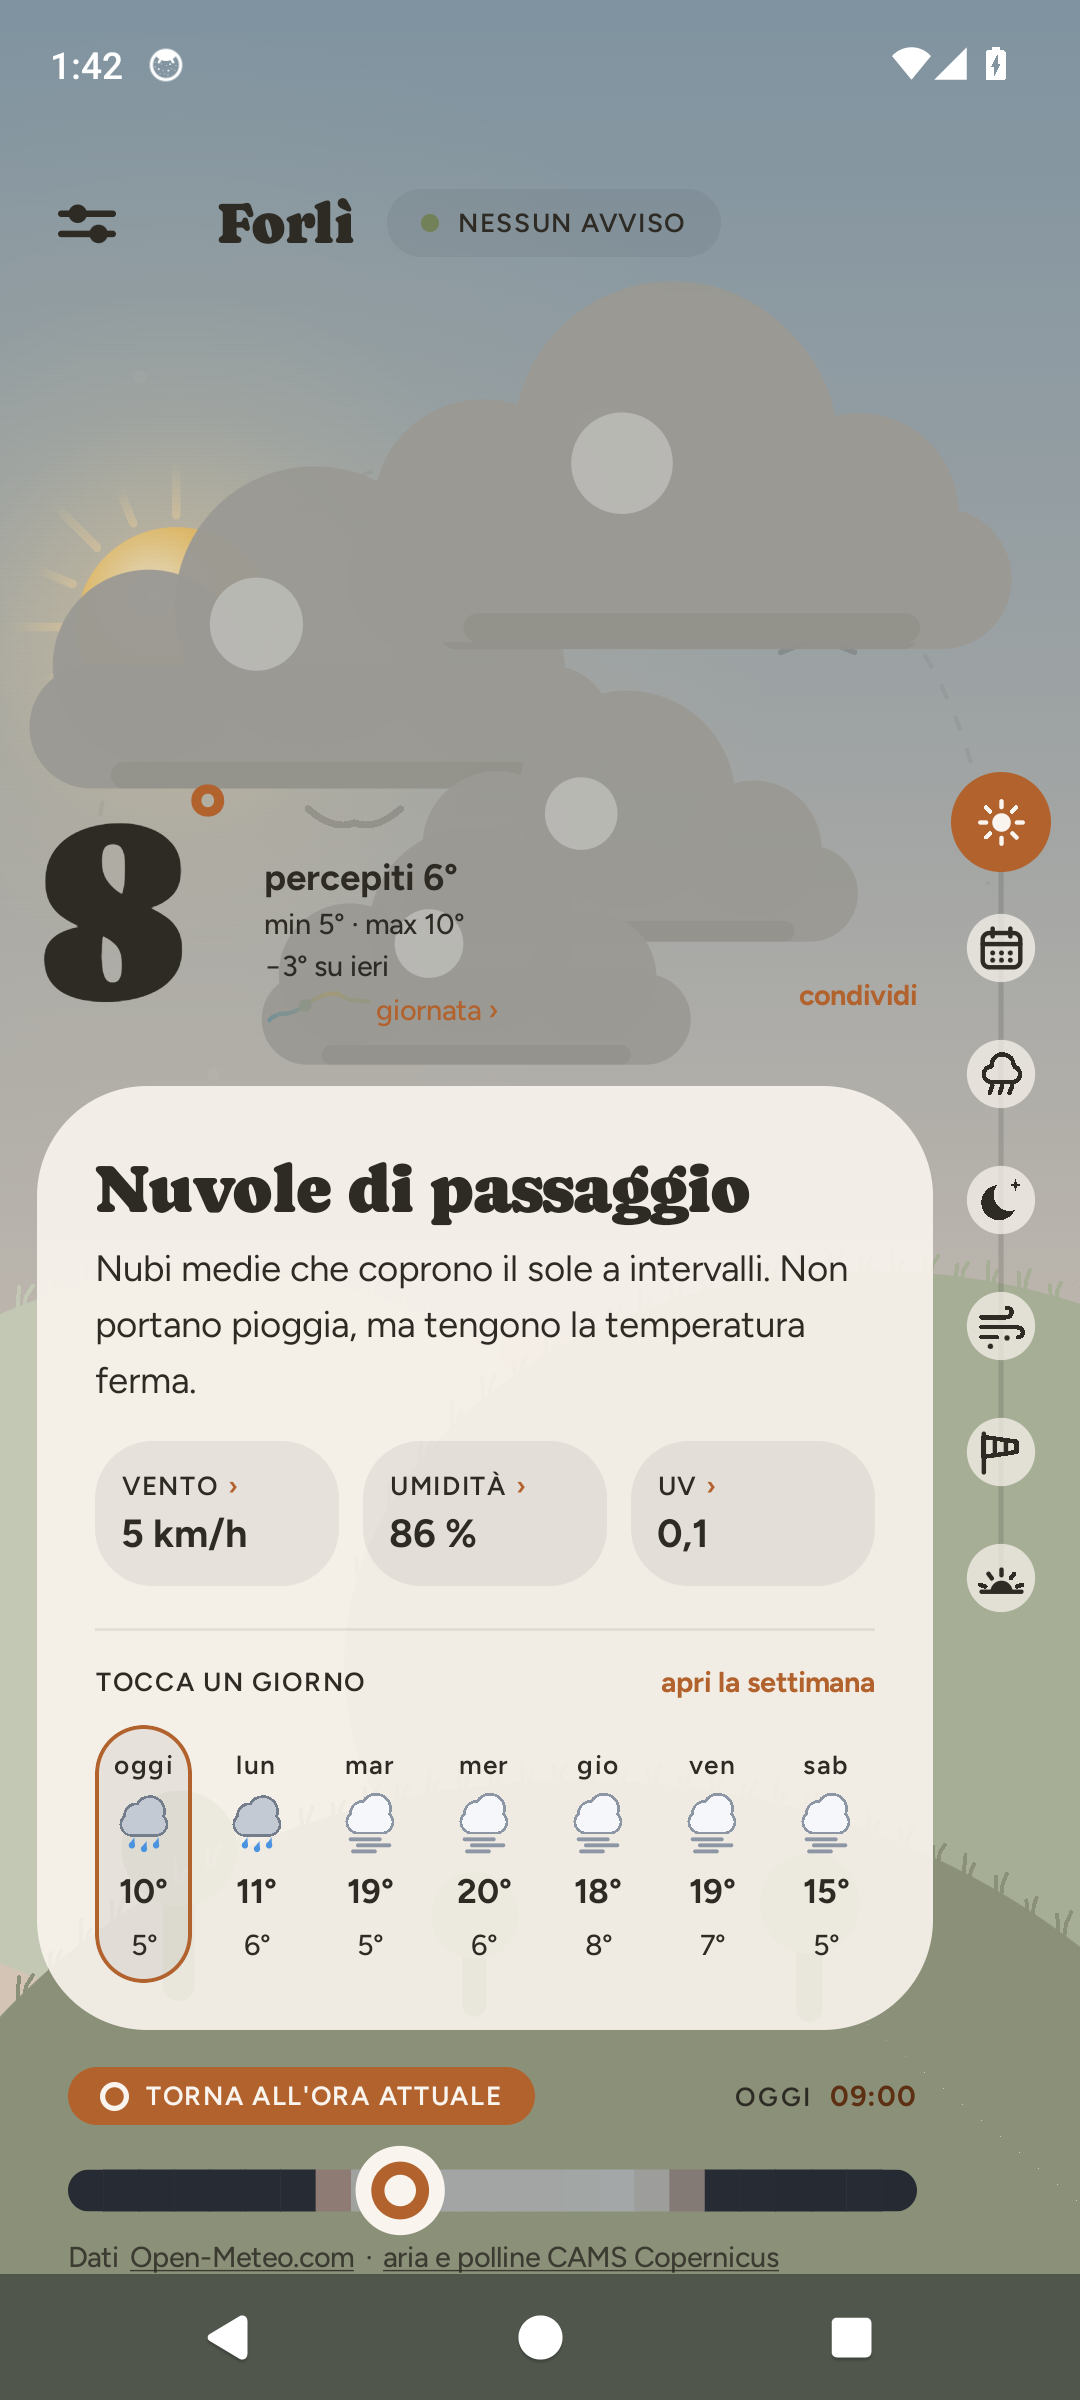 1:42
Forlì
NESSUN AVVISO
8
percepiti 6°
min 5° · max 10°
−3° su ieri
giornata ›
condividi
Nuvole di passaggio
Nubi medie che coprono il sole a intervalli. Non
portano pioggia, ma tengono la temperatura
ferma.
VENTO › UMIDITÀ › UV ›
5 km/h 86 % 0,1
TOCCA UN GIORNO apri la settimana
oggi lun mar mer gio ven sab
10° 11° 19° 20° 18° 19° 15°
5° 6° 5° 6° 8° 7° 5°
TORNA ALL'ORA ATTUALE OGGI 09:00
Dati Open-Meteo.com · aria e polline CAMS Copernicus